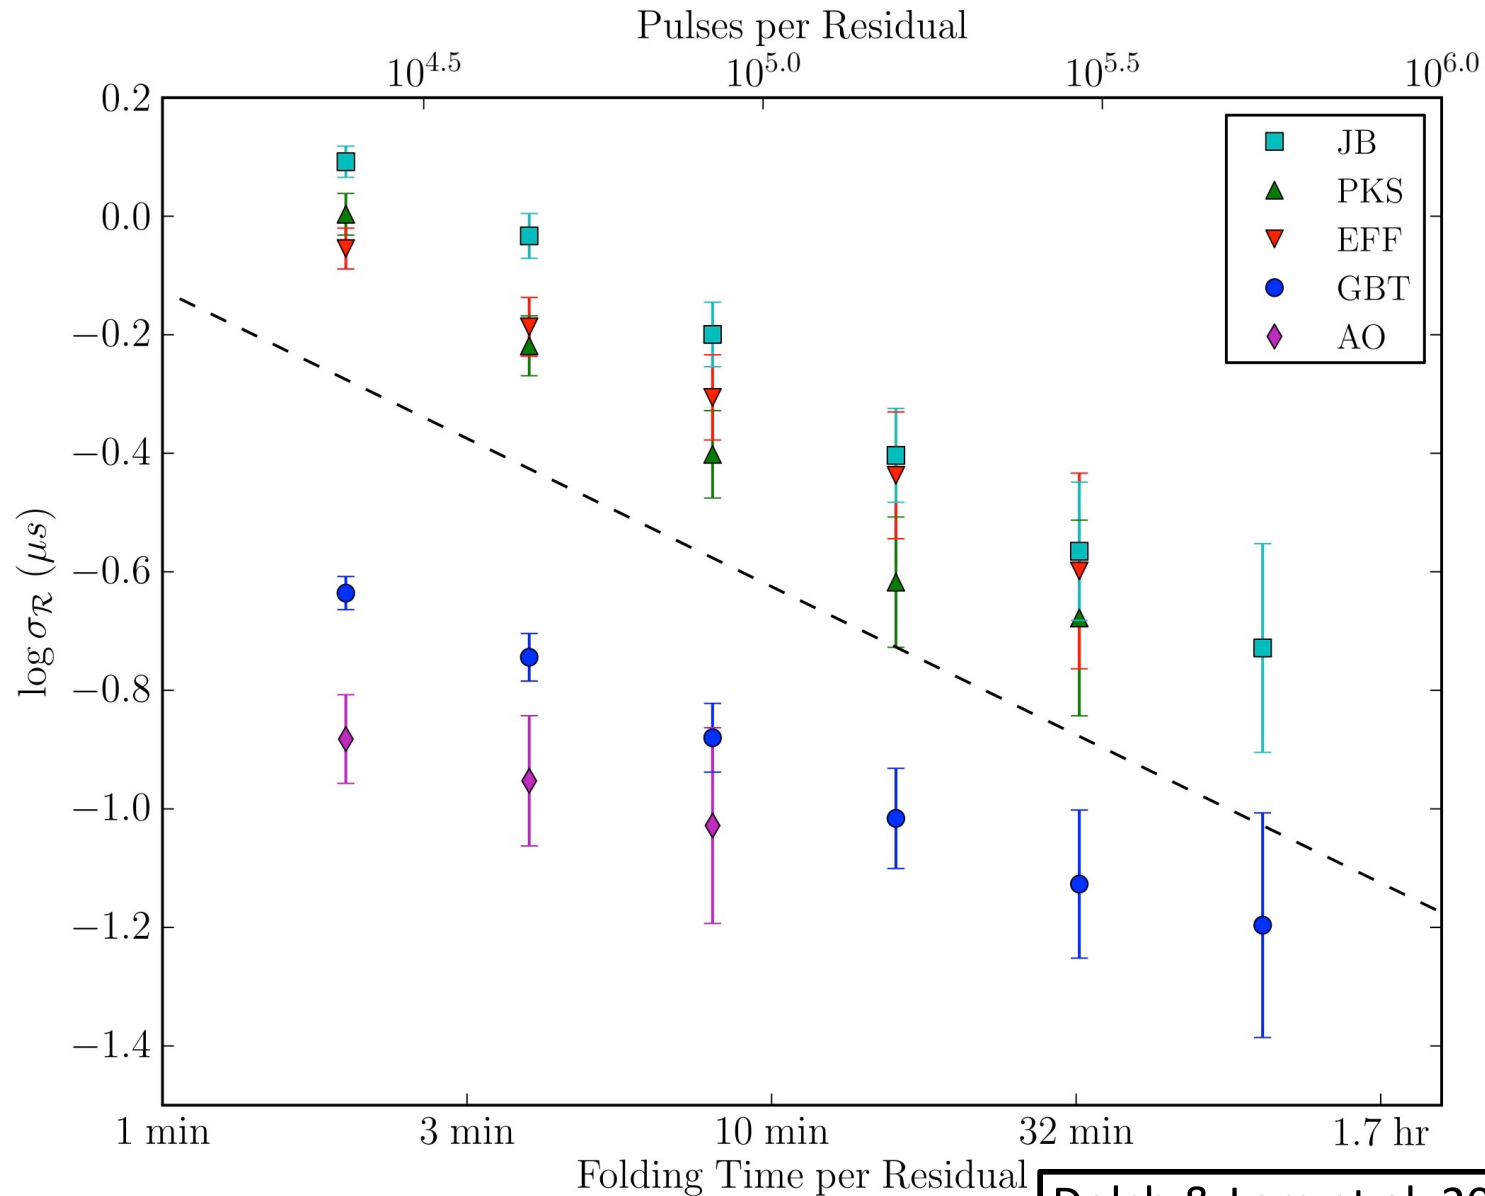 Pulses per Residual
10^4.5 10^5.0 10^5.5 10^6.0
0.2
0.0
−0.2
−0.4
−0.6
−0.8
−1.0
−1.2
−1.4
log σ_R (μs)
JB
PKS
EFF
GBT
AO
1 min 3 min 10 min 32 min 1.7 hr
Folding Time per Residual